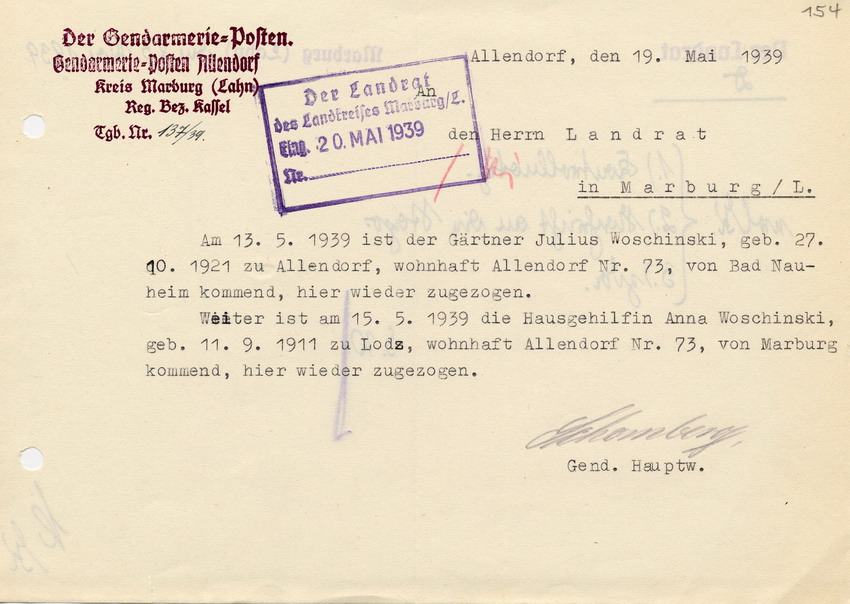 154
Der Gendarmerie=Posten.
Gendarmerie=Posten Allendorf
Kreis Marburg (Lahn)
Reg. Bez. Kassel
Tgb. Nr. 137/39.
Allendorf, den 19. Mai 1939
Der Landrat
des Landkreises Marburg/L.
Eing. 20. MAI 1939
Nr.
An
den Herrn Landrat
in Marburg/L.
Am 13. 5. 1939 ist der Gärtner Julius Woschinski, geb. 27.
10. 1921 zu Allendorf, wohnhaft Allendorf Nr. 73, von Bad Nau-
heim kommend, hier wieder zugezogen.
Weiter ist am 15. 5. 1939 die Hausgehilfin Anna Woschinski,
geb. 11. 9. 1911 zu Lodz, wohnhaft Allendorf Nr. 73, von Marburg
kommend, hier wieder zugezogen.
Schomberg,
Gend. Hauptw.